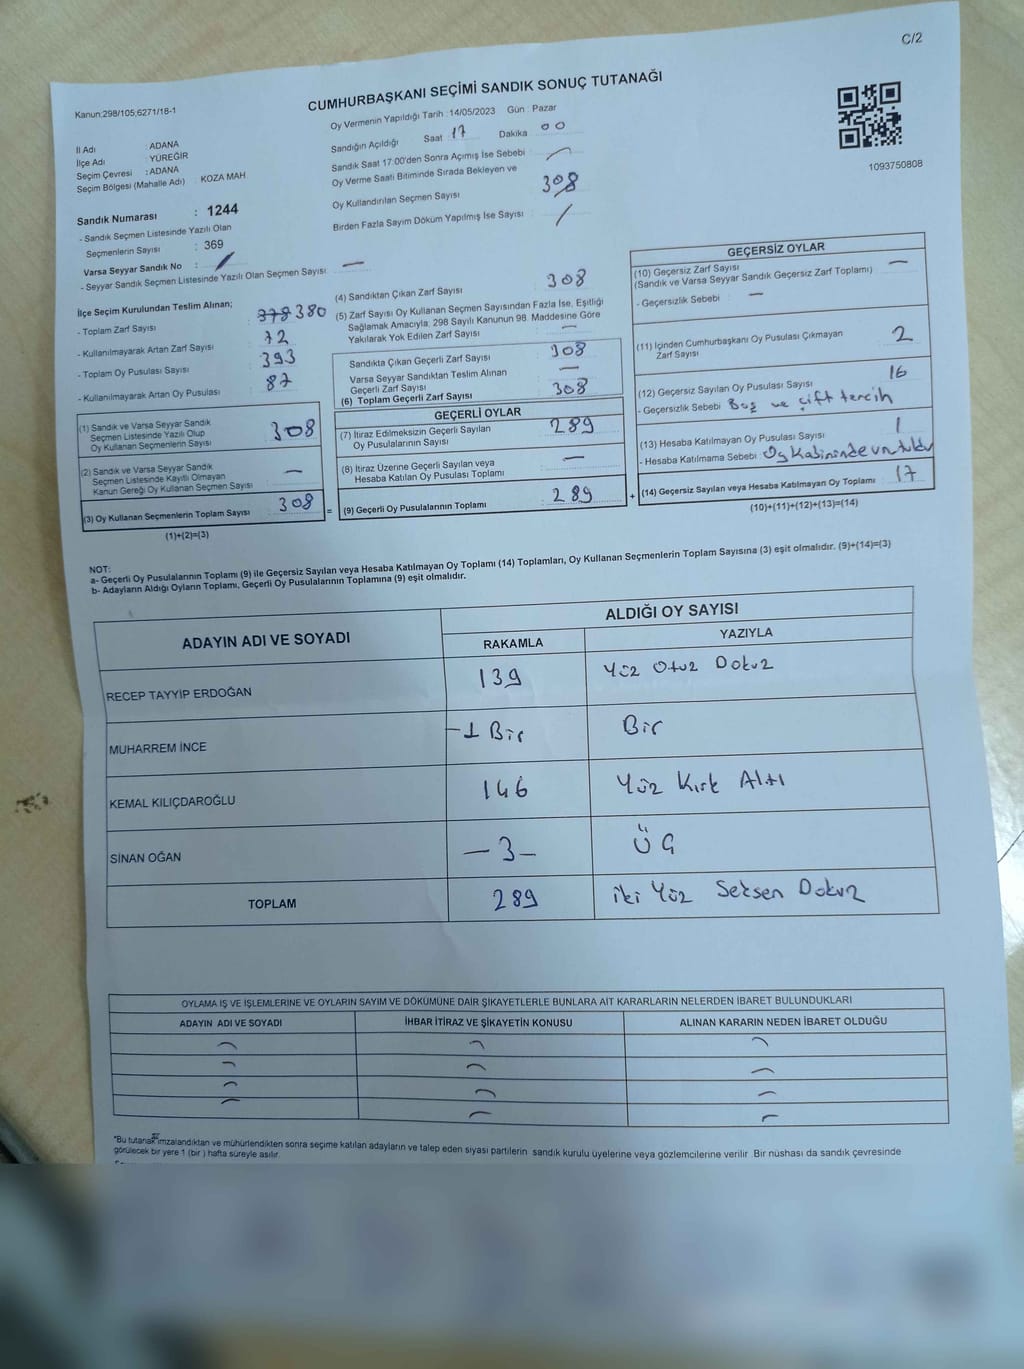 C/2
Kanun:298/105,6271/18-1
CUMHURBAŞKANI SEÇİMİ SANDIK SONUÇ TUTANAĞI
Oy Vermenin Yapıldığı Tarih :14/05/2023 Gün : Pazar
Sandığın Açıldığı Saat 17 Dakika 00
Sandık Saat 17:00'den Sonra Açımış İse Sebebi :
Oy Verme Saati Bitiminde Sırada Bekleyen ve
Oy Kullandırılan Seçmen Sayısı 308
Birden Fazla Sayım Döküm Yapılmış İse Sayısı : /
1093750808
İl Adı : ADANA
İlçe Adı : YÜREĞİR
Seçim Çevresi : ADANA
Seçim Bölgesi (Mahalle Adı) KOZA MAH
Sandık Numarası : 1244
- Sandık Seçmen Listesinde Yazılı Olan
Seçmenlerin Sayısı : 369
Varsa Seyyar Sandık No : /
- Seyyar Sandık Seçmen Listesinde Yazılı Olan Seçmen Sayısı : —
İlçe Seçim Kurulundan Teslim Alınan;
- Toplam Zarf Sayısı : 378 380
- Kullanılmayarak Artan Zarf Sayısı : 72
- Toplam Oy Pusulası Sayısı : 393
- Kullanılmayarak Artan Oy Pusulası : 87
(1) Sandık ve Varsa Seyyar Sandık
Seçmen Listesinde Yazılı Olup
Oy Kullanan Seçmenlerin Sayısı : 308
(2) Sandık ve Varsa Seyyar Sandık
Seçmen Listesinde Kayıtlı Olmayan
Kanun Gereği Oy Kullanan Seçmen Sayısı : —
(3) Oy Kullanan Seçmenlerin Toplam Sayısı : 308
(1)+(2)=(3)
=
(4) Sandıktan Çıkan Zarf Sayısı : 308
(5) Zarf Sayısı Oy Kullanan Seçmen Sayısından Fazla İse, Eşitliği
Sağlamak Amacıyla; 298 Sayılı Kanunun 98. Maddesine Göre
Yakılarak Yok Edilen Zarf Sayısı : —
Sandıkta Çıkan Geçerli Zarf Sayısı : 308
Varsa Seyyar Sandıktan Teslim Alınan
Geçerli Zarf Sayısı : —
(6) Toplam Geçerli Zarf Sayısı : 308
GEÇERLİ OYLAR
(7) İtiraz Edilmeksizin Geçerli Sayılan
Oy Pusulalarının Sayısı : 289
(8) İtiraz Üzerine Geçerli Sayılan veya
Hesaba Katılan Oy Pusulası Toplamı : —
(9) Geçerli Oy Pusulalarının Toplamı : 289
+
GEÇERSİZ OYLAR
(10) Geçersiz Zarf Sayısı : —
(Sandık ve Varsa Seyyar Sandık Geçersiz Zarf Toplamı)
- Geçersizlik Sebebi : —
(11) İçinden Cumhurbaşkanı Oy Pusulası Çıkmayan
Zarf Sayısı : 2
(12) Geçersiz Sayılan Oy Pusulası Sayısı : 16
- Geçersizlik Sebebi : Boş ve çift tercih
(13) Hesaba Katılmayan Oy Pusulası Sayısı : 1
- Hesaba Katılmama Sebebi : Oy Kabininde unutuldu
(14) Geçersiz Sayılan veya Hesaba Katılmayan Oy Toplamı : 17
(10)+(11)+(12)+(13)=(14)
NOT:
a- Geçerli Oy Pusulalarının Toplamı (9) ile Geçersiz Sayılan veya Hesaba Katılmayan Oy Toplamı (14) Toplamları, Oy Kullanan Seçmenlerin Toplam Sayısına (3) eşit olmalıdır. (9)+(14)=(3)
b- Adayların Aldığı Oyların Toplamı, Geçerli Oy Pusulalarının Toplamına (9) eşit olmalıdır.
ADAYIN ADI VE SOYADI ALDIĞI OY SAYISI
RAKAMLA YAZIYLA
RECEP TAYYİP ERDOĞAN 139 Yüz Otuz Dokuz
MUHARREM İNCE -1 Bir Bir
KEMAL KILIÇDAROĞLU 146 Yüz Kırk Altı
SİNAN OĞAN — 3 — ÜÇ
TOPLAM 289 iki Yüz Seksen Dokuz
OYLAMA İŞ VE İŞLEMLERİNE VE OYLARIN SAYIM VE DÖKÜMÜNE DAİR ŞİKAYETLERLE BUNLARA AİT KARARLARIN NELERDEN İBARET BULUNDUKLARI
ADAYIN ADI VE SOYADI İHBAR İTİRAZ VE ŞİKAYETİN KONUSU ALINAN KARARIN NEDEN İBARET OLDUĞU
*Bu tutanak imzalandıktan ve mühürlendikten sonra seçime katılan adayların ve talep eden siyasi partilerin sandık kurulu üyelerine veya gözlemcilerine verilir .Bir nüshası da sandık çevresinde
görülecek bir yere 1 (bir ) hafta süreyle asılır.